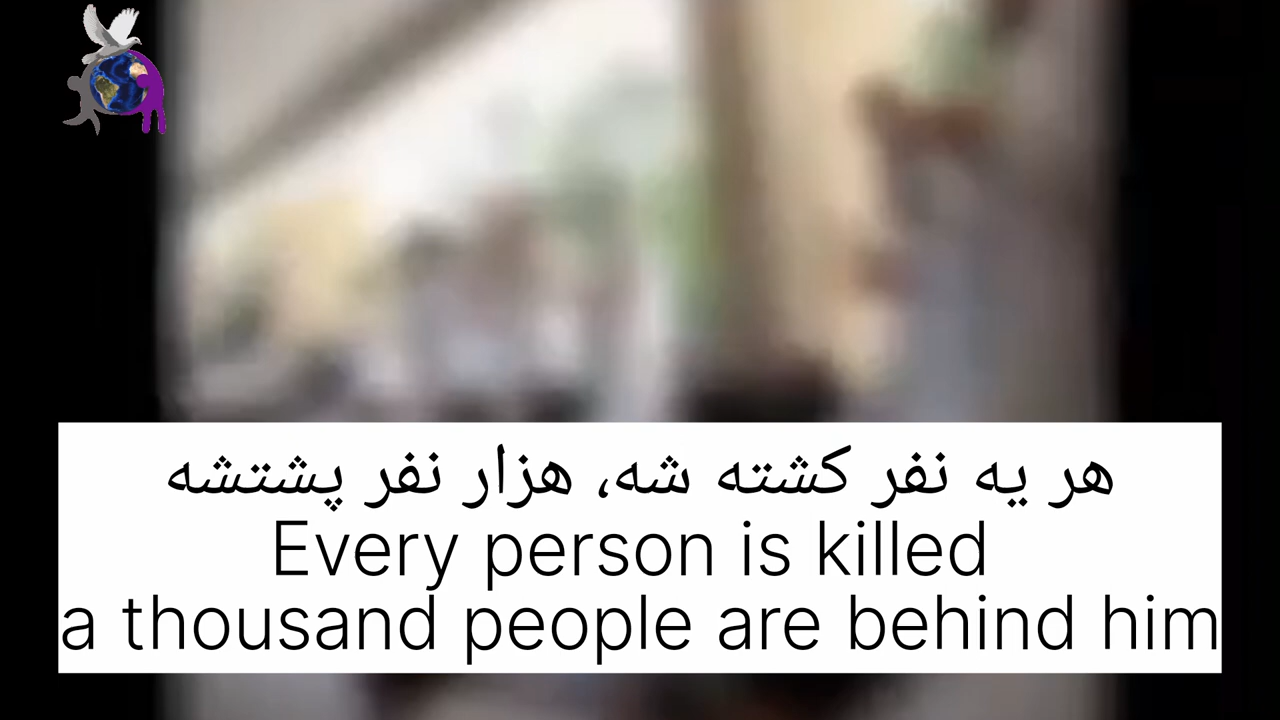 هر یه نفر کشته شه، هزار نفر پشتشه
Every person is killed
a thousand people are behind him